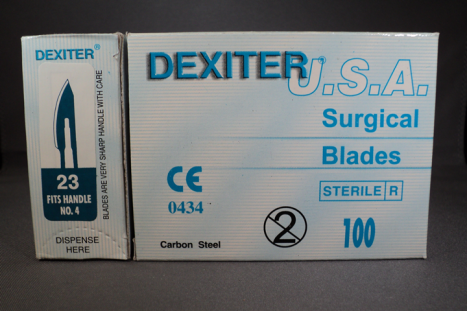 DEXITER®
BLADES ARE VERY SHARP HANDLE WITH CARE
23
FITS HANDLE
NO. 4
DISPENSE
HERE
DEXITER®
U.S.A.
Surgical
Blades
CE
0434
STERILE R
Carbon Steel
2
100